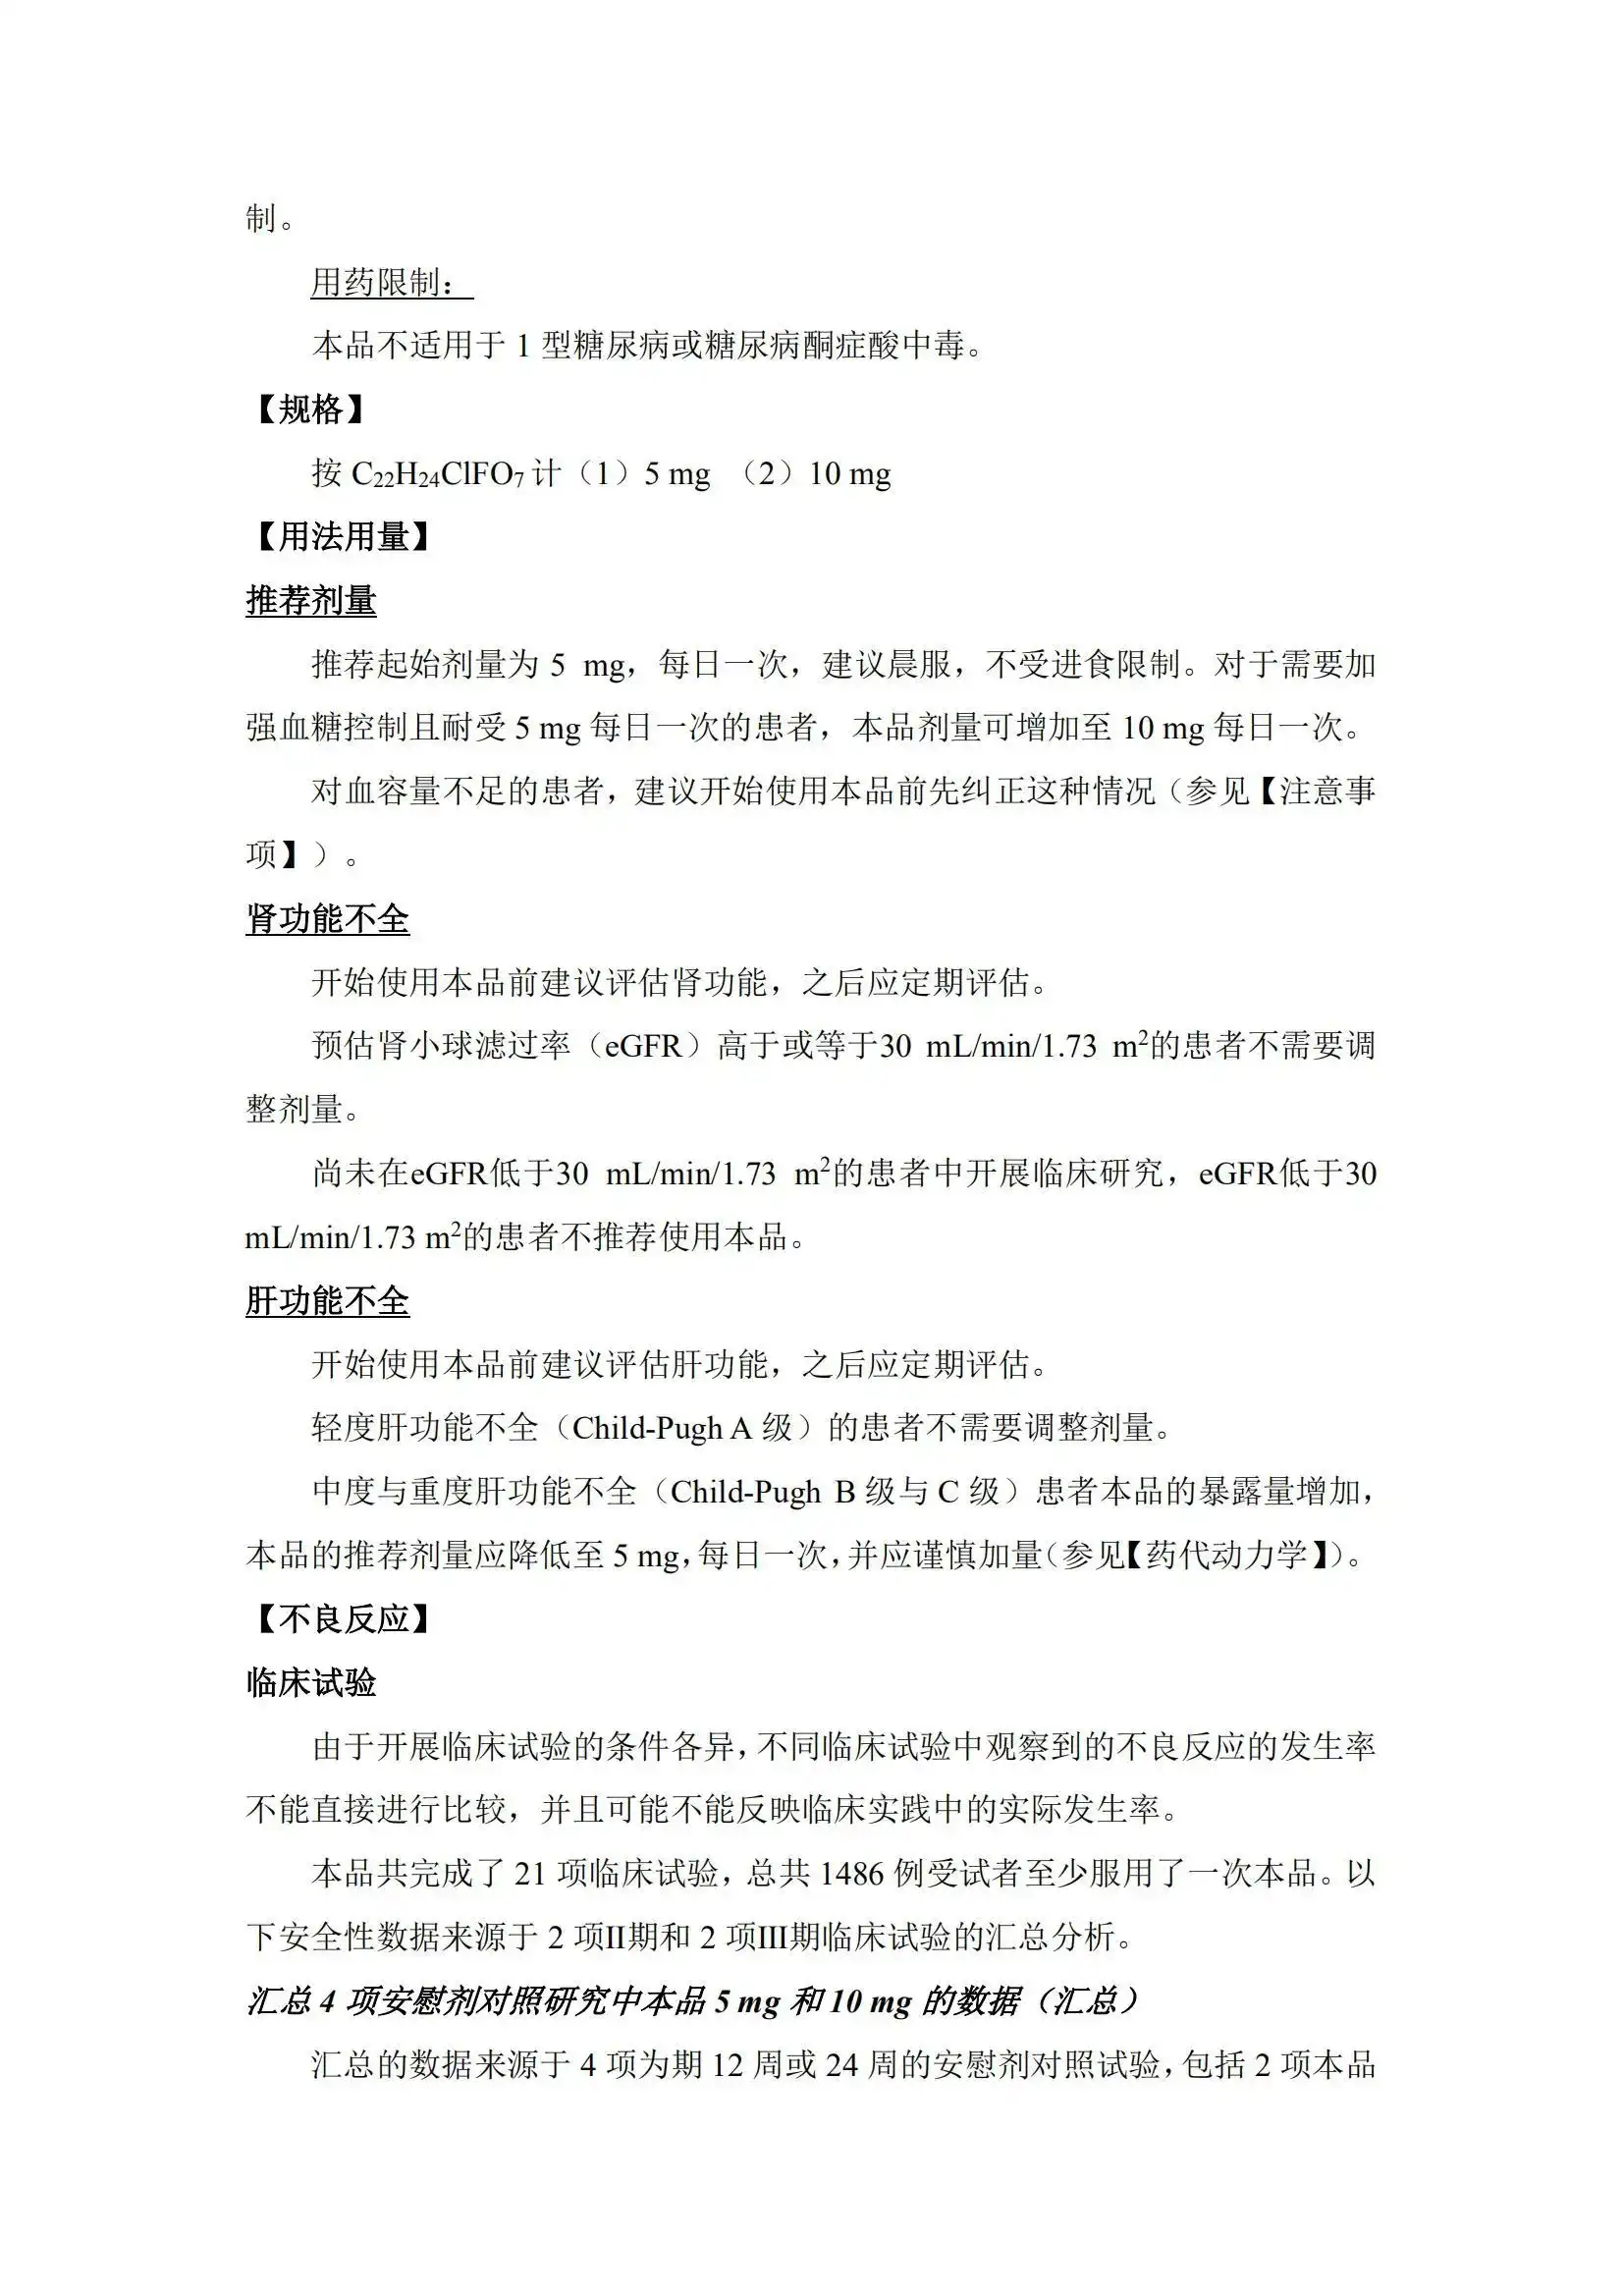 制。
用药限制：
本品不适用于 1 型糖尿病或糖尿病酮症酸中毒。
【规格】
按 C₂₂H₂₄ClFO₇ 计（1）5 mg （2）10 mg
【用法用量】
推荐剂量
推荐起始剂量为 5 mg，每日一次，建议晨服，不受进食限制。对于需要加
强血糖控制且耐受 5 mg 每日一次的患者，本品剂量可增加至 10 mg 每日一次。
对血容量不足的患者，建议开始使用本品前先纠正这种情况（参见【注意事
项】）。
肾功能不全
开始使用本品前建议评估肾功能，之后应定期评估。
预估肾小球滤过率（eGFR）高于或等于30 mL/min/1.73 m²的患者不需要调
整剂量。
尚未在eGFR低于30 mL/min/1.73 m²的患者中开展临床研究，eGFR低于30
mL/min/1.73 m²的患者不推荐使用本品。
肝功能不全
开始使用本品前建议评估肝功能，之后应定期评估。
轻度肝功能不全（Child-Pugh A 级）的患者不需要调整剂量。
中度与重度肝功能不全（Child-Pugh B 级与 C 级）患者本品的暴露量增加，
本品的推荐剂量应降低至 5 mg，每日一次，并应谨慎加量（参见【药代动力学】）。
【不良反应】
临床试验
由于开展临床试验的条件各异，不同临床试验中观察到的不良反应的发生率
不能直接进行比较，并且可能不能反映临床实践中的实际发生率。
本品共完成了 21 项临床试验，总共 1486 例受试者至少服用了一次本品。以
下安全性数据来源于 2 项II期和 2 项III期临床试验的汇总分析。
汇总 4 项安慰剂对照研究中本品 5 mg 和 10 mg 的数据（汇总）
汇总的数据来源于 4 项为期 12 周或 24 周的安慰剂对照试验，包括 2 项本品